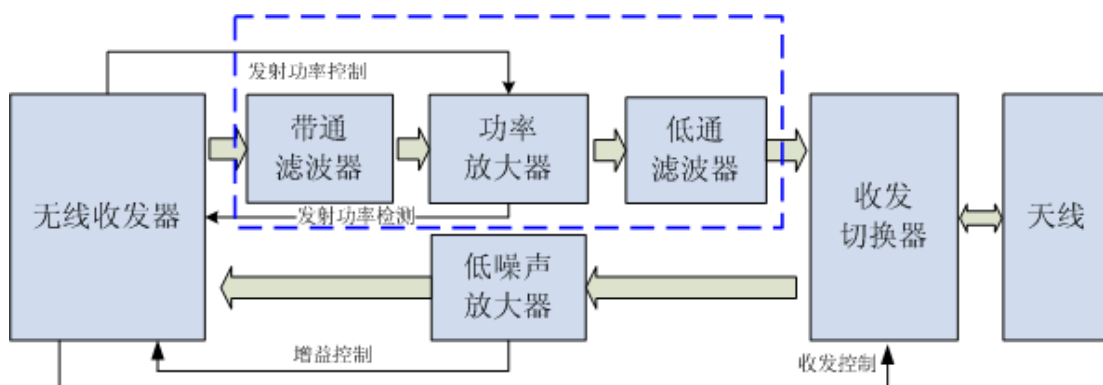 发射功率控制
带通
滤波器
功率
放大器
低通
滤波器
无线收发器
发射功率检测
收发
切换器
天线
低噪声
放大器
增益控制
收发控制